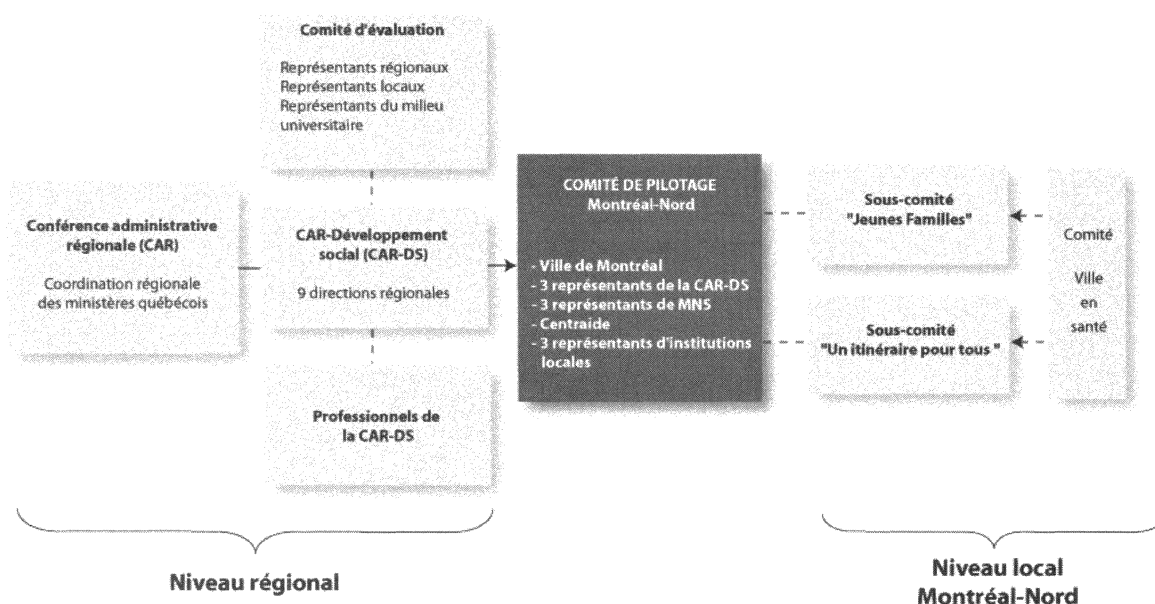 Comité d'évaluation
Représentants régionaux
Représentants locaux
Représentants du milieu
universitaire
Conférence administrative
régionale (CAR)
Coordination régionale
des ministères québécois
CAR-Développement
social (CAR-DS)
9 directions régionales
Professionnels de
la CAR-DS
COMITÉ DE PILOTAGE
Montréal-Nord
- Ville de Montréal
- 3 représentants de la CAR-DS
- 3 représentants de MNS
- Centraide
- 3 représentants d'institutions
locales
Sous-comité
"Jeunes Familles"
Sous-comité
"Un itinéraire pour tous "
Comité
Ville
en
santé
Niveau régional
Niveau local
Montréal-Nord